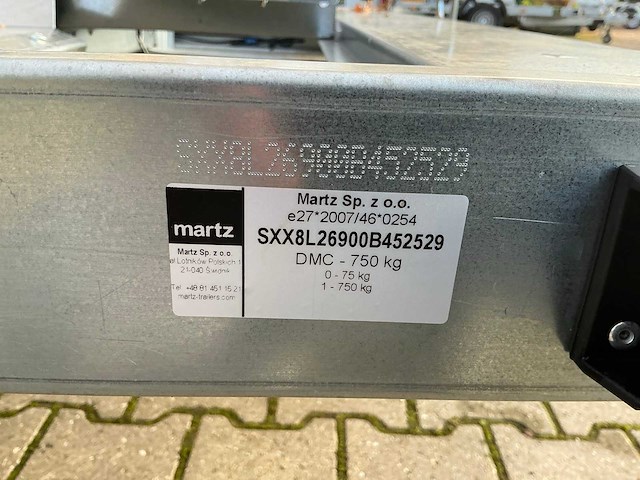 SXX8L26900B452529
Martz Sp. z o.o.
e27*2007/46*0254
martz
SXX8L26900B452529
DMC - 750 kg
0 - 75 kg
1 - 750 kg
Martz Sp. z o.o
ul Lotników Polskich 1
21-040 Świdnik
Tel. +48 81 451 15 21
martz-trailers.com